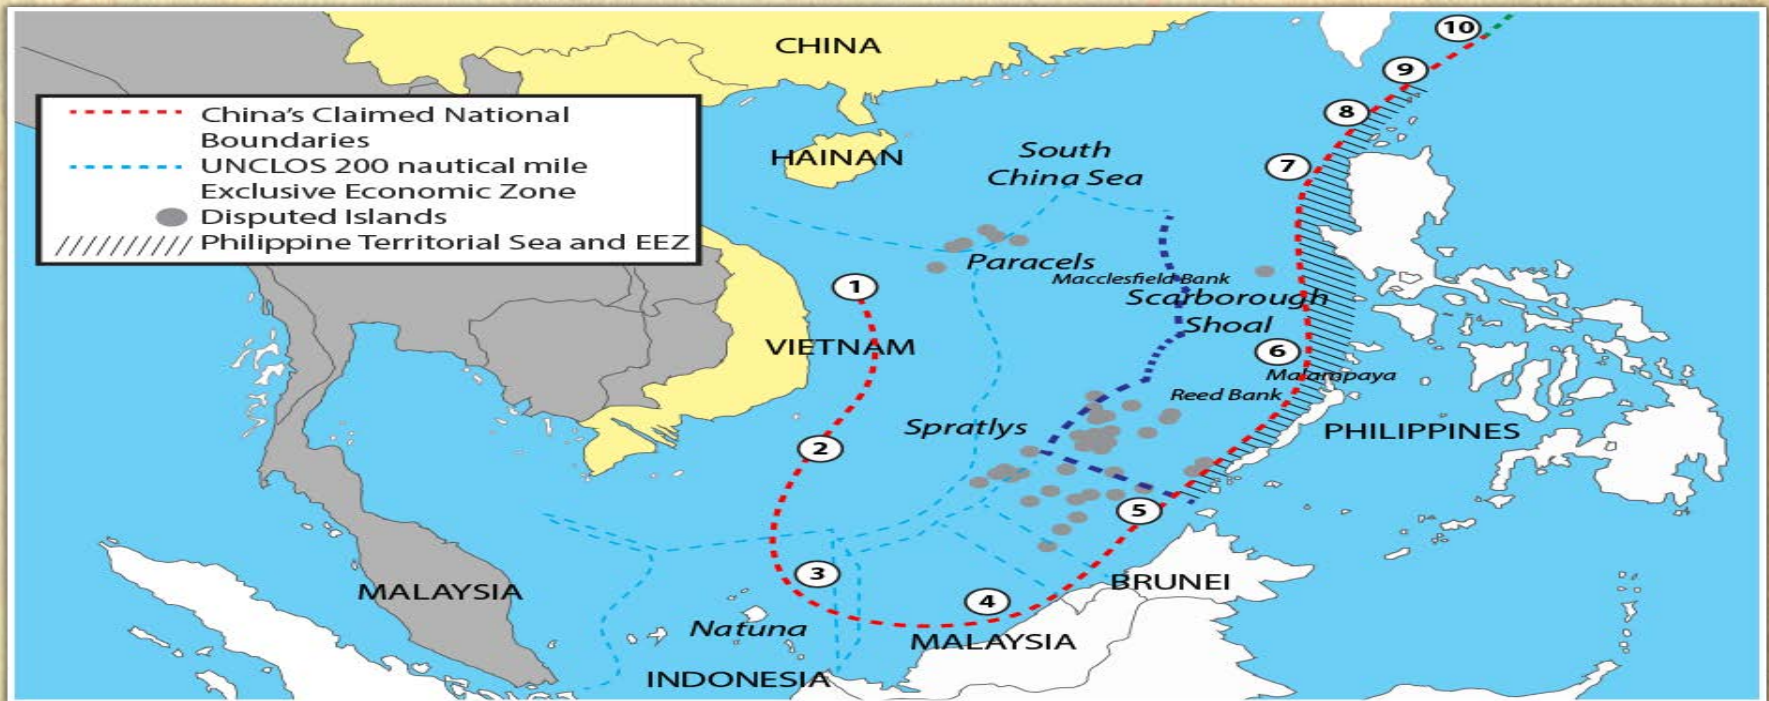 CHINA
10
9
China's Claimed National
Boundaries
8
HAINAN
South
China Sea
7
UNCLOS 200 nautical mile
Exclusive Economic Zone
Disputed Islands
Philippine Territorial Sea and EEZ
Paracels
Macclesfield Bank
1
Scarborough
Shoal
VIETNAM
6
Malampaya
Reed Bank
Spratlys
PHILIPPINES
2
5
3
BRUNEI
MALAYSIA
4
Natuna
MALAYSIA
INDONESIA